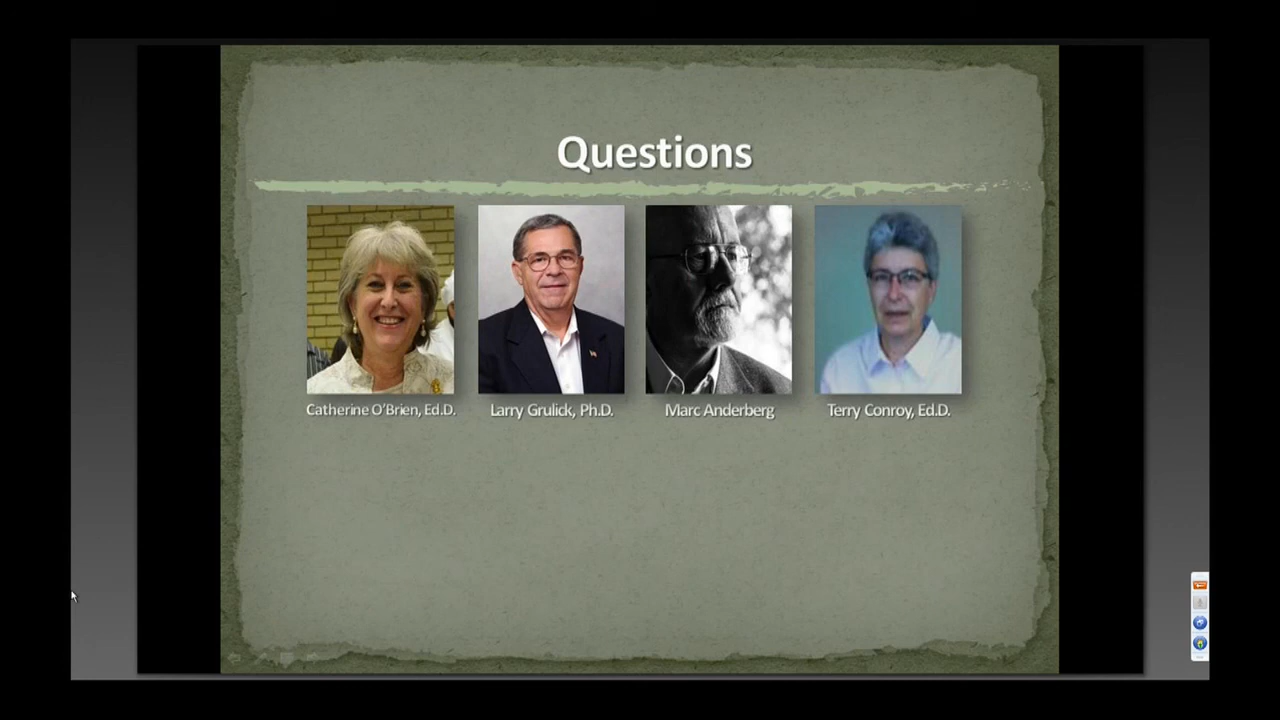 Questions
Catherine O'Brien, Ed.D.
Larry Grulick, Ph.D.
Marc Anderberg
Terry Conroy, Ed.D.